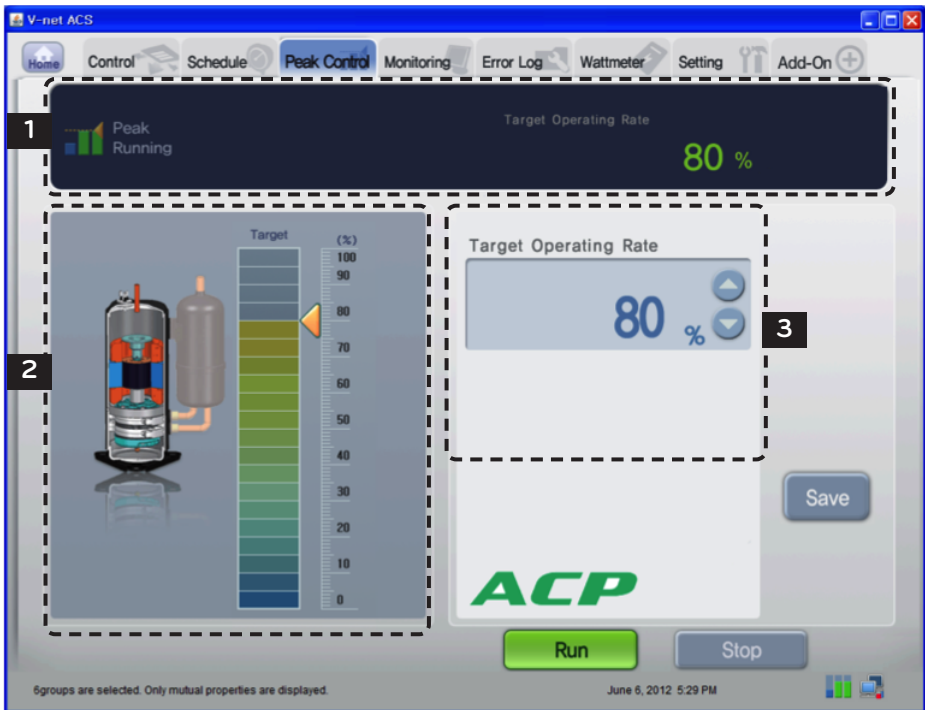 V-net ACS
Home
Control
Schedule
Peak Control
Monitoring
Error Log
Wattmeter
Setting
Add-On
1
Peak
Running
Target Operating Rate
80 %
2
Target
(%)
100
90
80
70
60
50
40
30
20
10
0
Target Operating Rate
80 %
3
Save
ACP
Run
Stop
6groups are selected. Only mutual properties are displayed.
June 6, 2012 5:29 PM